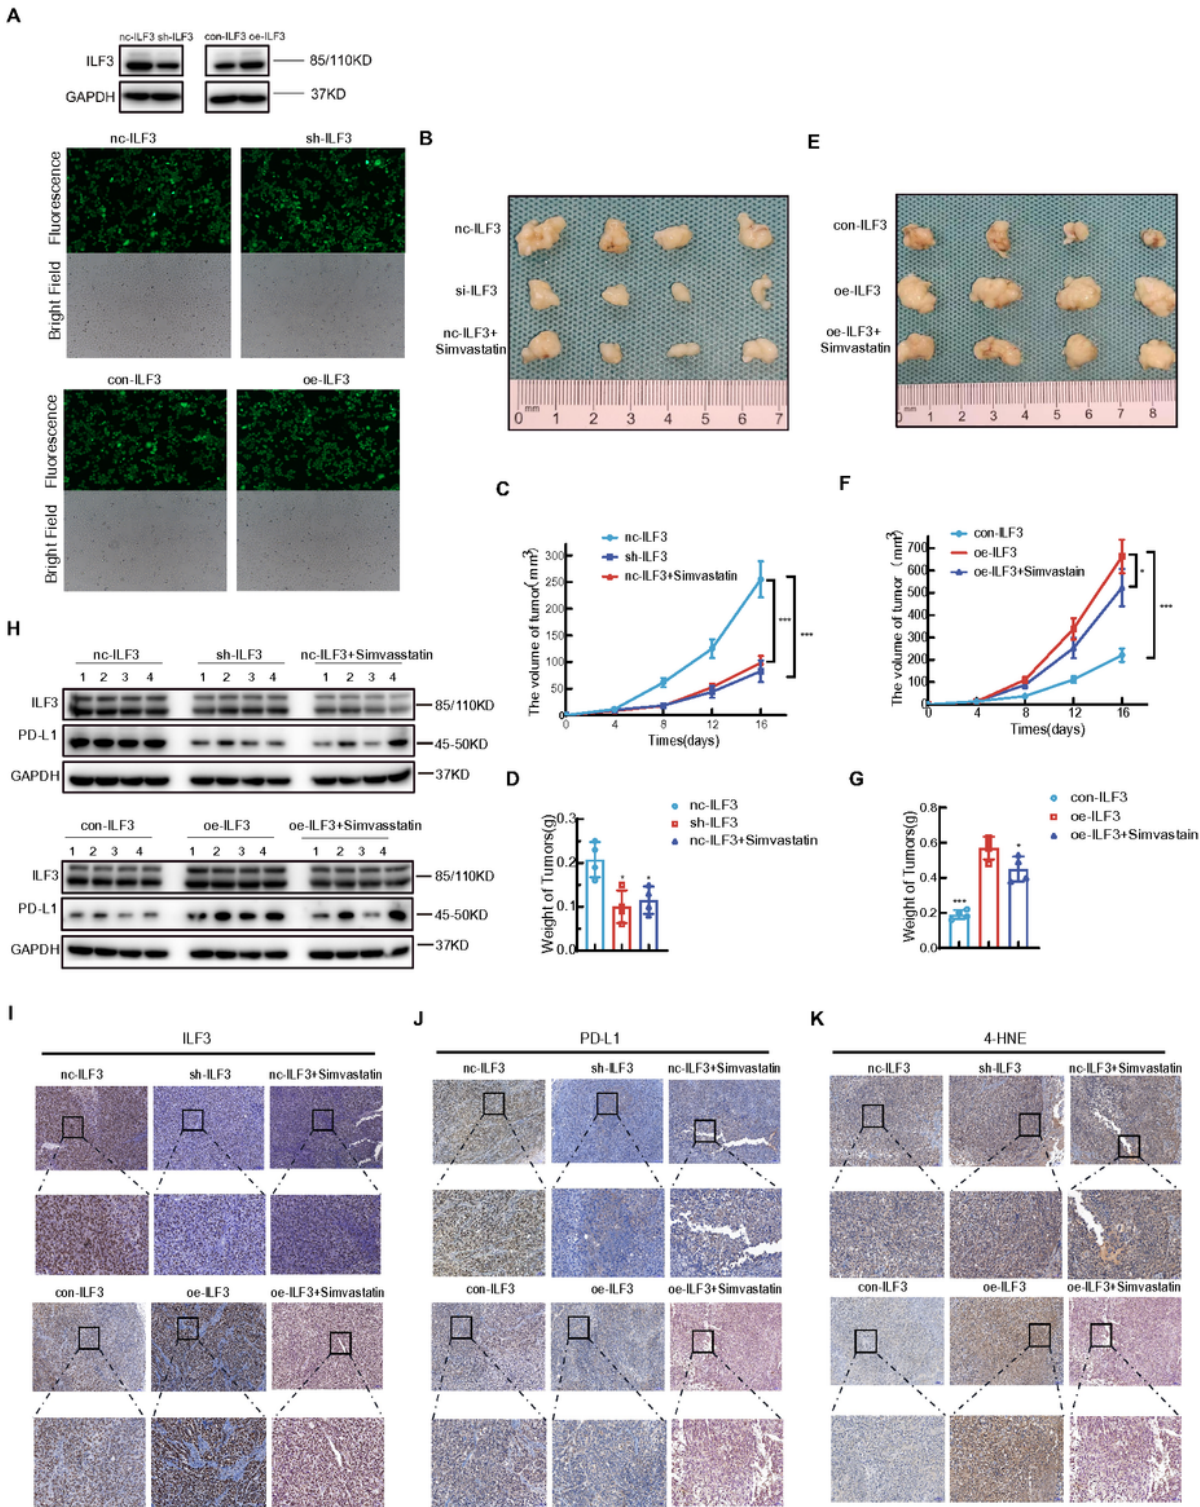 A
nc-ILF3 sh-ILF3 con-ILF3 oe-ILF3
ILF3 85/110KD
GAPDH 37KD
nc-ILF3 sh-ILF3
Fluorescence
Bright Field
con-ILF3 oe-ILF3
Fluorescence
Bright Field
B
nc-ILF3
si-ILF3
nc-ILF3+
Simvastatin
0 mm 1 2 3 4 5 6 7
E
con-ILF3
oe-ILF3
oe-ILF3+
Simvastatin
0 mm 1 2 3 4 5 6 7 8
C
nc-ILF3
sh-ILF3
nc-ILF3+Simvastatin
The volume of tumor(mm3)
300
250
200
150
100
50
0 4 8 12 16
Times(days)
***
***
F
con-ILF3
oe-ILF3
oe-ILF3+Simvastain
The volume of tumor (mm3)
700
600
500
400
300
200
100
0
0 4 8 12 16
Times(days)
*
***
H
nc-ILF3 sh-ILF3 nc-ILF3+Simvasstatin
1 2 3 4 1 2 3 4 1 2 3 4
ILF3 85/110KD
PD-L1 45-50KD
GAPDH 37KD
con-ILF3 oe-ILF3 oe-ILF3+Simvasstatin
1 2 3 4 1 2 3 4 1 2 3 4
ILF3 85/110KD
PD-L1 45-50KD
GAPDH 37KD
D
nc-ILF3
sh-ILF3
nc-ILF3+Simvastatin
Weight of Tumors(g)
0.3
0.2
0.1
0.0
* *
G
con-ILF3
oe-ILF3
oe-ILF3+Simvastain
Weight of Tumors(g)
0.8
0.6
0.4
0.2
0.0
*** *
I
ILF3
nc-ILF3 sh-ILF3 nc-ILF3+Simvastatin
con-ILF3 oe-ILF3 oe-ILF3+Simvastatin
J
PD-L1
nc-ILF3 sh-ILF3 nc-ILF3+Simvastatin
con-ILF3 oe-ILF3 oe-ILF3+Simvastatin
K
4-HNE
nc-ILF3 sh-ILF3 nc-ILF3+Simvastatin
con-ILF3 oe-ILF3 oe-ILF3+Simvastatin